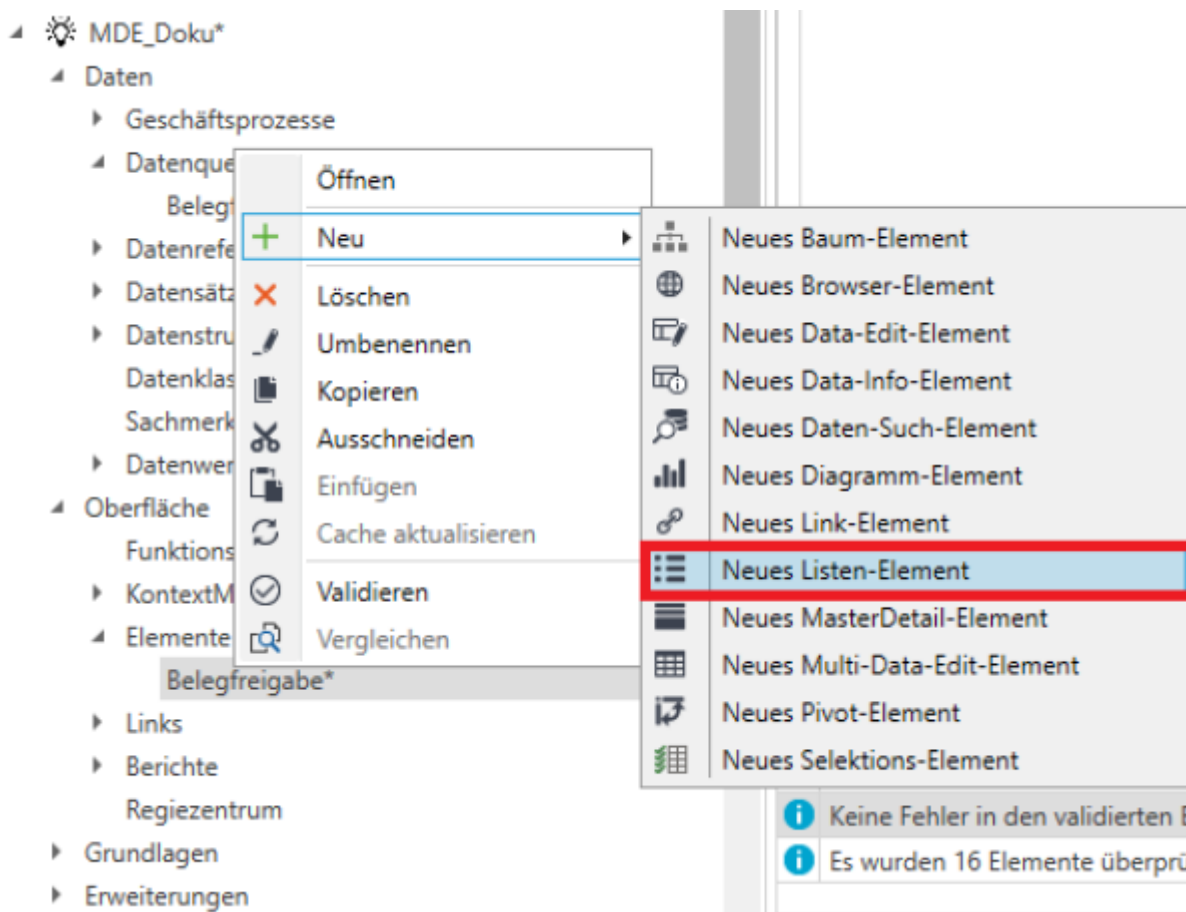 MDE_Doku*
Daten
Geschäftsprozesse
Datenque
Öffnen
Belegf
Neu
Neues Baum-Element
Datenrefe
Neues Browser-Element
Datensätz
Löschen
Neues Data-Edit-Element
Datenstru
Umbenennen
Neues Data-Info-Element
Datenklas
Kopieren
Neues Daten-Such-Element
Sachmerk
Ausschneiden
Neues Diagramm-Element
Datenwer
Einfügen
Neues Link-Element
Oberfläche
Cache aktualisieren
Neues Listen-Element
Funktions
Validieren
Neues MasterDetail-Element
KontextM
Vergleichen
Neues Multi-Data-Edit-Element
Elemente
Belegfreigabe*
Neues Pivot-Element
Links
Neues Selektions-Element
Berichte
Regiezentrum
Keine Fehler in den validierten
Grundlagen
Es wurden 16 Elemente überprü
Erweiterungen